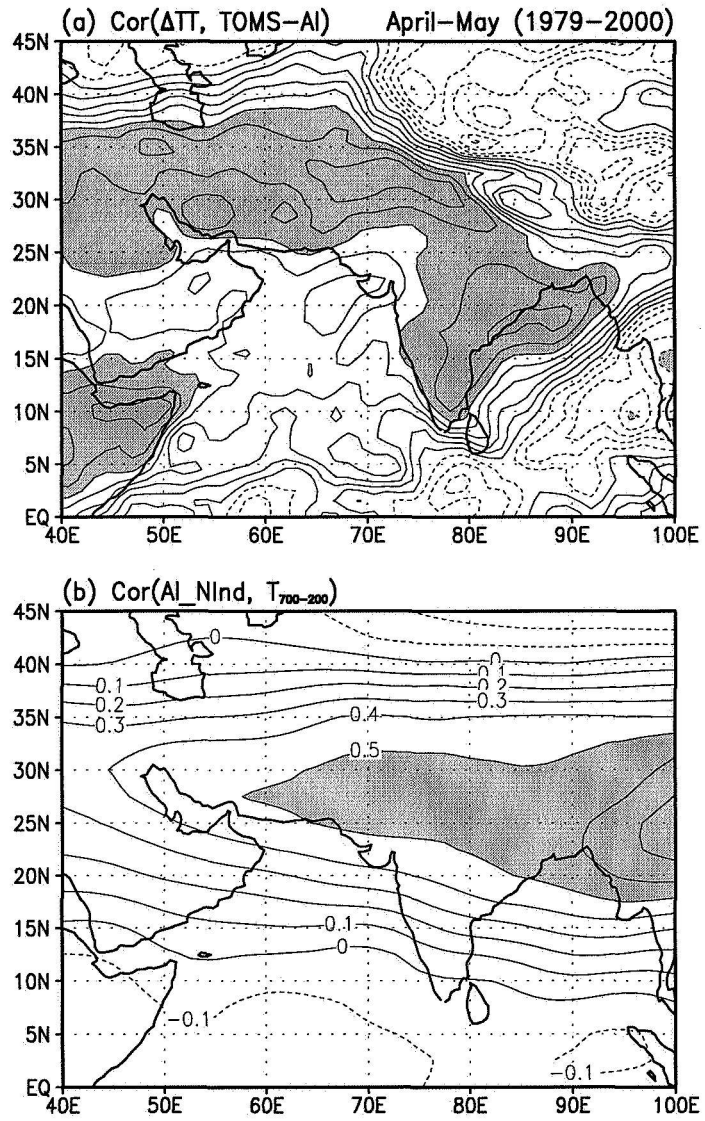 (a) Cor(ΔTT, TOMS-AI) April-May (1979-2000)
45N
40N
35N
30N
25N
20N
15N
10N
5N
EQ
40E 50E 60E 70E 80E 90E 100E
(b) Cor(AI_NInd, T700-200)
45N
0
40N
0
0.1 0.1
0.2 0.2
35N
0.3 0.3
0.4
0.5
30N
25N
20N
15N
0.1
0
10N
-0.1
5N
-0.1
EQ
40E 50E 60E 70E 80E 90E 100E